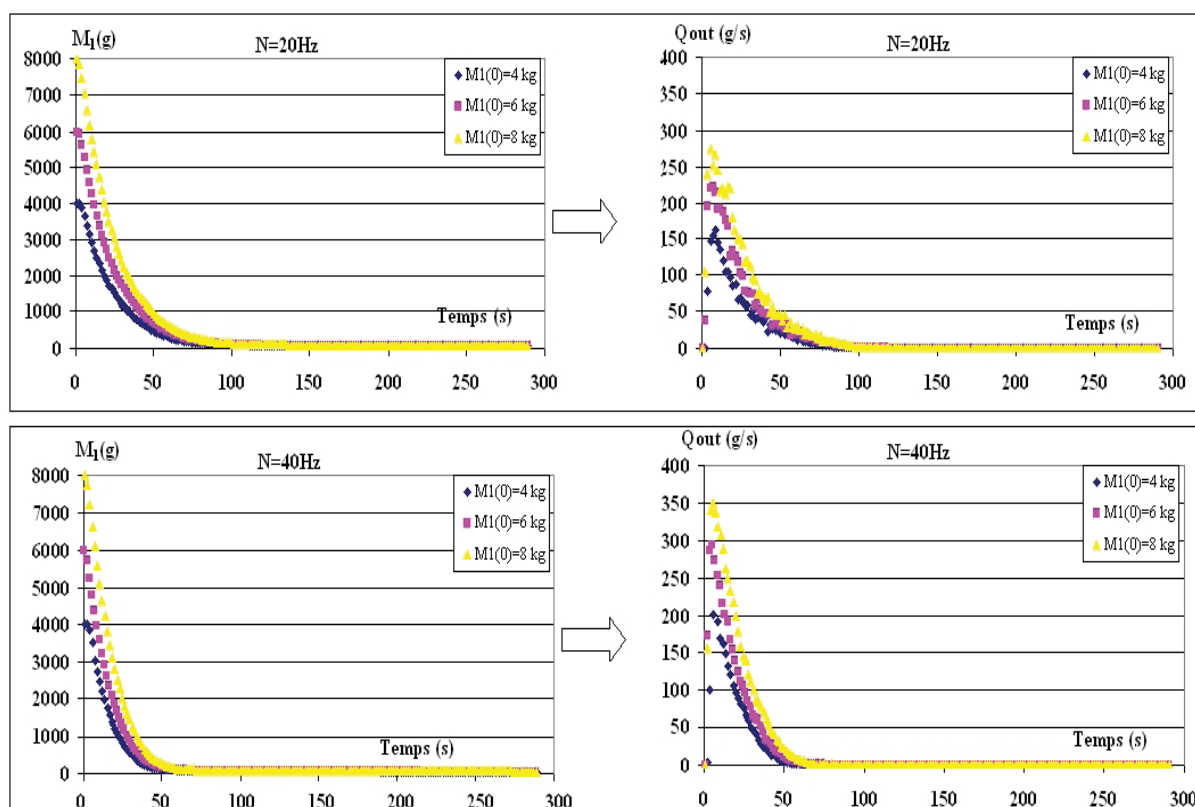 M1(g)
N=20Hz
8000
7000
6000
5000
4000
3000
2000
1000
0
M1(0)=4 kg
M1(0)=6 kg
M1(0)=8 kg
Temps (s)
0 50 100 150 200 250 300
Qout (g/s)
N=20Hz
400
350
300
250
200
150
100
50
0
M1(0)=4 kg
M1(0)=6 kg
M1(0)=8 kg
Temps (s)
0 50 100 150 200 250 300
M1(g)
N=40Hz
8000
7000
6000
5000
4000
3000
2000
1000
0
M1(0)=4 kg
M1(0)=6 kg
M1(0)=8 kg
Temps (s)
0 50 100 150 200 250 300
Qout (g/s)
N=40Hz
400
350
300
250
200
150
100
50
0
M1(0)=4 kg
M1(0)=6 kg
M1(0)=8 kg
Temps (s)
0 50 100 150 200 250 300